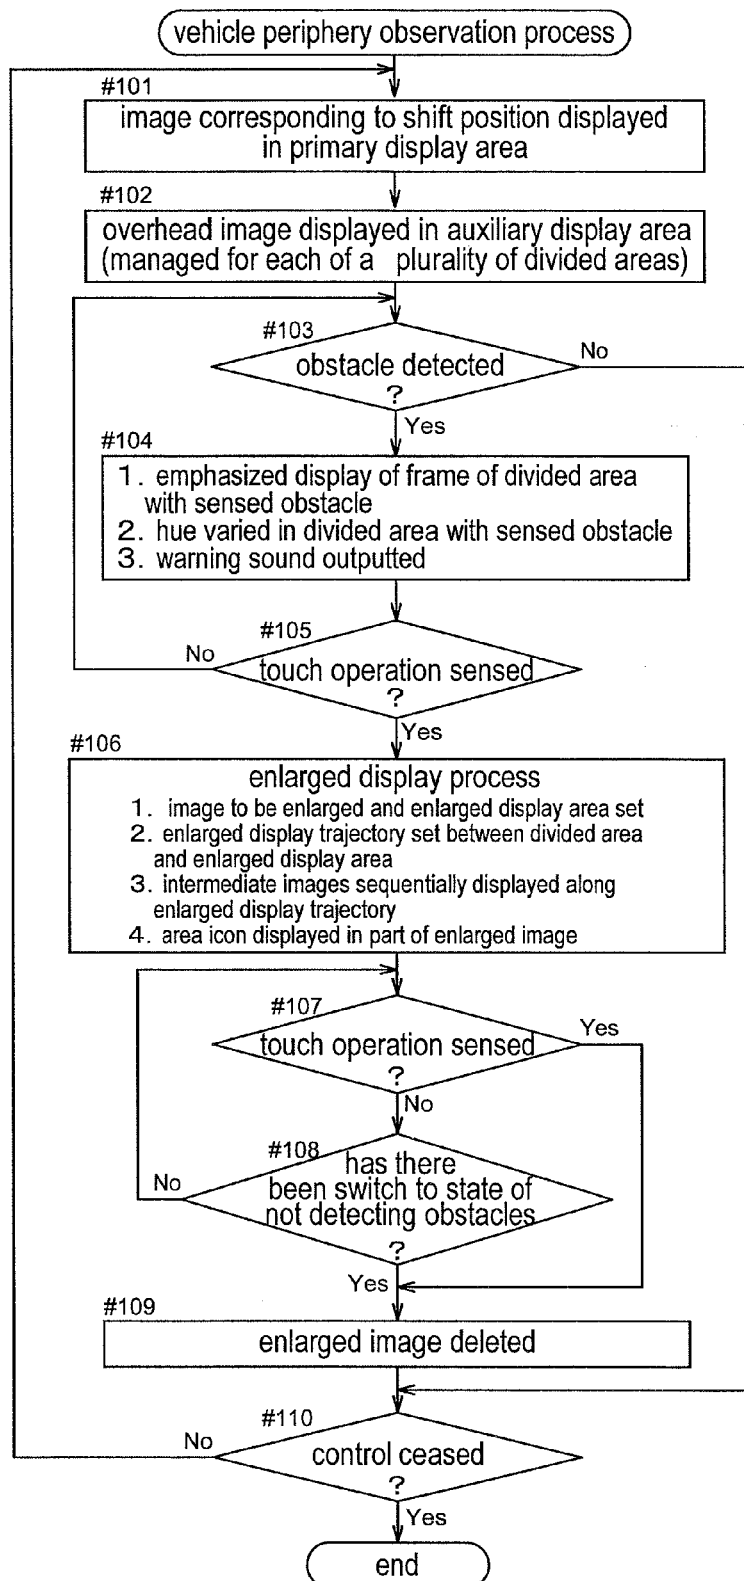 vehicle periphery observation process
#101
image corresponding to shift position displayed
in primary display area
#102
overhead image displayed in auxiliary display area
(managed for each of a plurality of divided areas)
#103
No
obstacle detected
?
Yes
#104
1. emphasized display of frame of divided area
with sensed obstacle
2. hue varied in divided area with sensed obstacle
3. warning sound outputted
#105
No
touch operation sensed
?
Yes
#106
enlarged display process
1. image to be enlarged and enlarged display area set
2. enlarged display trajectory set between divided area
and enlarged display area
3. intermediate images sequentially displayed along
enlarged display trajectory
4. area icon displayed in part of enlarged image
#107
Yes
touch operation sensed
?
No
#108
No
has there
been switch to state of
not detecting obstacles
?
Yes
#109
enlarged image deleted
#110
No
control ceased
?
Yes
end